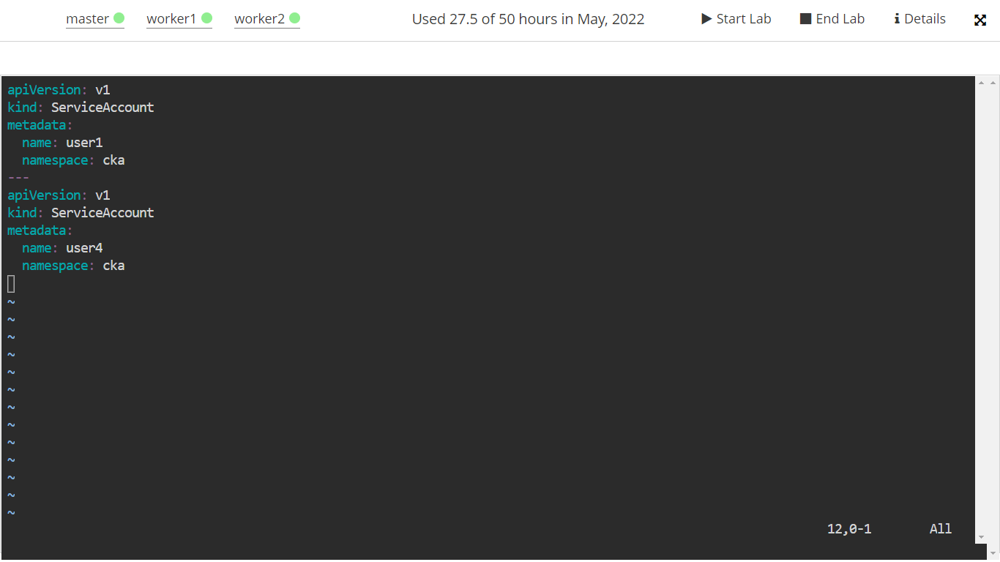 master worker1 worker2 Used 27.5 of 50 hours in May, 2022 Start Lab End Lab Details
apiVersion: v1
kind: ServiceAccount
metadata:
  name: user1
  namespace: cka
---
apiVersion: v1
kind: ServiceAccount
metadata:
  name: user4
  namespace: cka
~
~
~
~
~
~
~
~
~
~
~
~
~
12,0-1 All